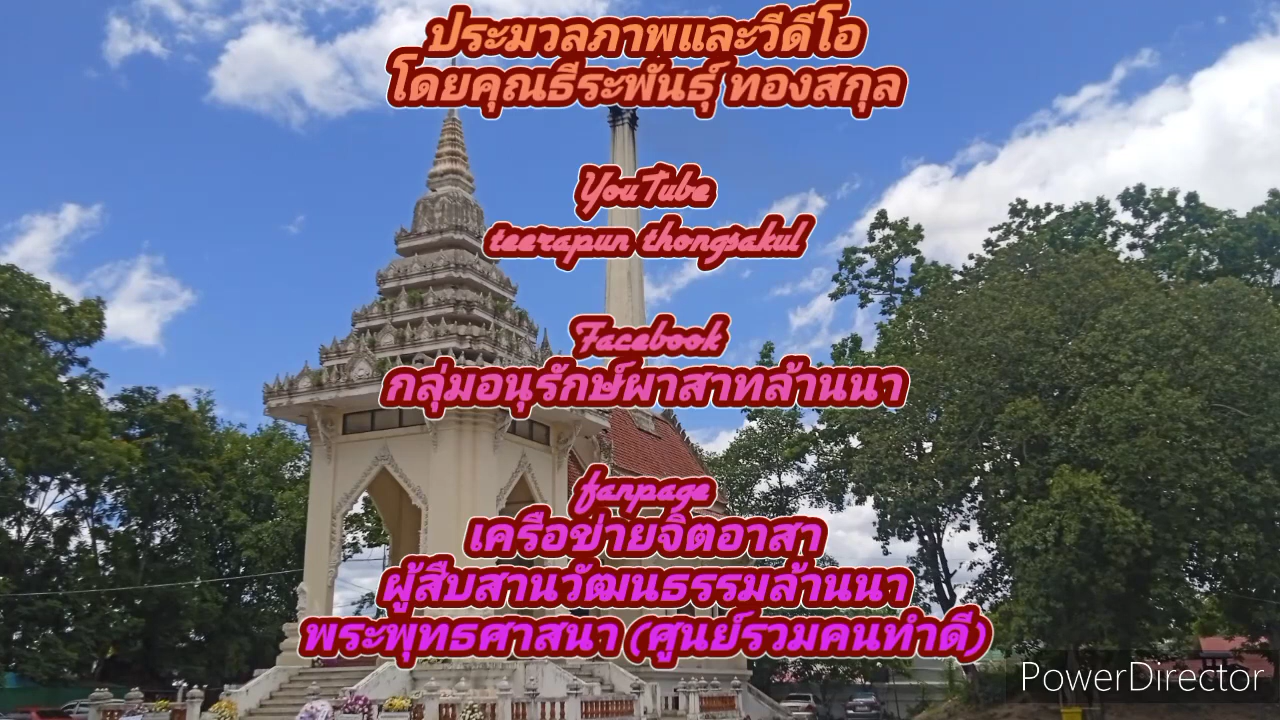 ประมวลภาพและวีดีโอ
โดยคุณธีระพันธุ์ ทองสกุล
YouTube
teerapun thongsakul
Facebook
กลุ่มอนุรักษ์ผาสาทล้านนา
fanpage
เครือข่ายจิตอาสา
ผู้สืบสานวัฒนธรรมล้านนา
พระพุทธศาสนา (ศูนย์รวมคนทำดี)
PowerDirector